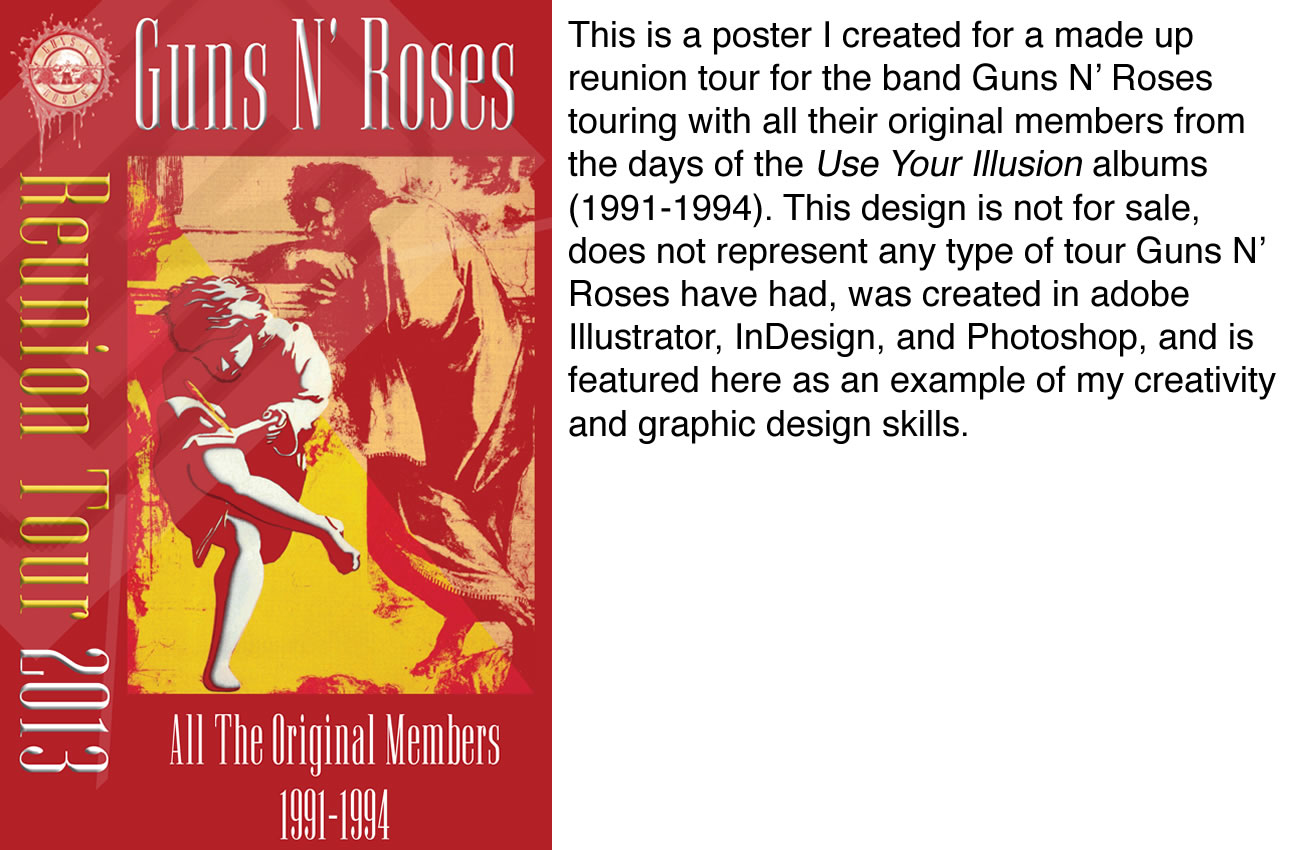 GUNS N'
ROSES
Guns N' Roses
Reunion Tour 2013
All The Original Members
1991-1994
This is a poster I created for a made up
reunion tour for the band Guns N’ Roses
touring with all their original members from
the days of the Use Your Illusion albums
(1991-1994). This design is not for sale,
does not represent any type of tour Guns N’
Roses have had, was created in adobe
Illustrator, InDesign, and Photoshop, and is
featured here as an example of my creativity
and graphic design skills.